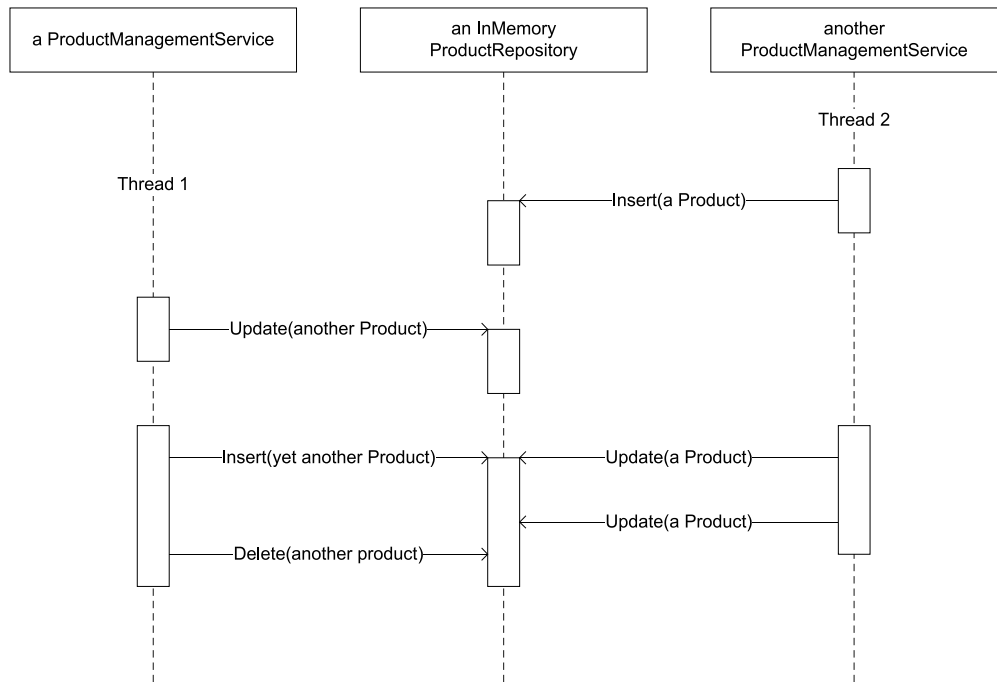 a ProductManagementService
an InMemory
ProductRepository
another
ProductManagementService
Thread 2
Thread 1
Insert(a Product)
Update(another Product)
Insert(yet another Product)
Update(a Product)
Update(a Product)
Delete(another product)